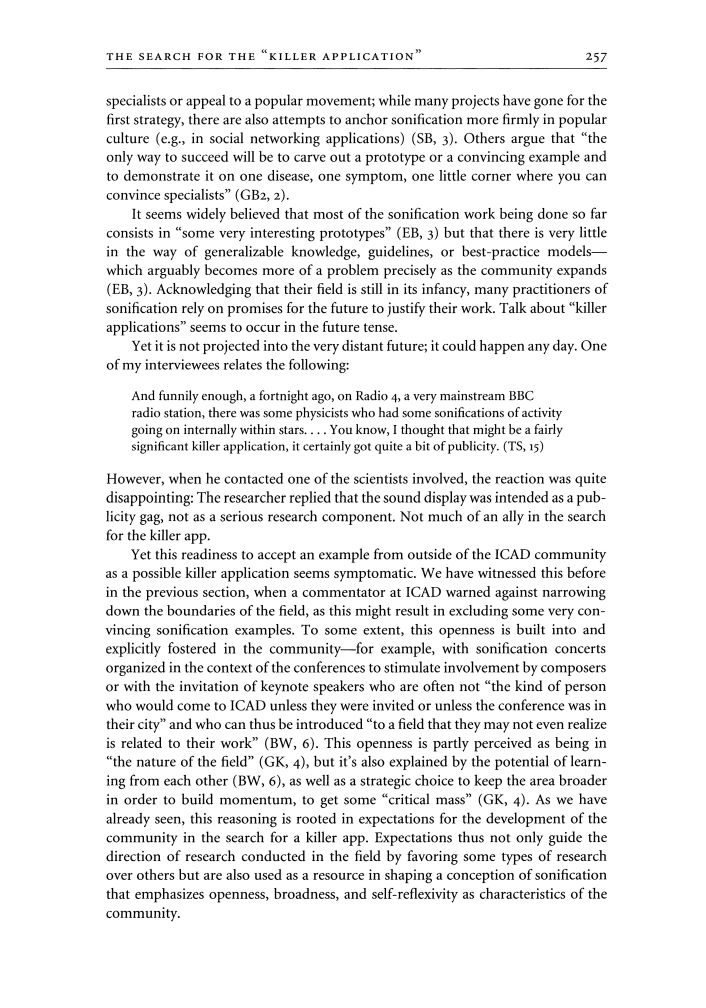 THE SEARCH FOR THE “KILLER APPLICATION” 257
specialists or appeal to a popular movement; while many projects have gone for the
first strategy, there are also attempts to anchor sonification more firmly in popular
culture (e.g., in social networking applications) (SB, 3). Others argue that “the
only way to succeed will be to carve out a prototype or a convincing example and
to demonstrate it on one disease, one symptom, one little corner where you can
convince specialists” (GB2, 2).
It seems widely believed that most of the sonification work being done so far
consists in “some very interesting prototypes” (EB, 3) but that there is very little
in the way of generalizable knowledge, guidelines, or best-practice models—
which arguably becomes more of a problem precisely as the community expands
(EB, 3). Acknowledging that their field is still in its infancy, many practitioners of
sonification rely on promises for the future to justify their work. Talk about “killer
applications” seems to occur in the future tense.
Yet it is not projected into the very distant future; it could happen any day. One
of my interviewees relates the following:
And funnily enough, a fortnight ago, on Radio 4, a very mainstream BBC
radio station, there was some physicists who had some sonifications of activity
going on internally within stars. . . . You know, I thought that might be a fairly
significant killer application, it certainly got quite a bit of publicity. (TS, 15)
However, when he contacted one of the scientists involved, the reaction was quite
disappointing: The researcher replied that the sound display was intended as a pub-
licity gag, not as a serious research component. Not much of an ally in the search
for the killer app.
Yet this readiness to accept an example from outside of the ICAD community
as a possible killer application seems symptomatic. We have witnessed this before
in the previous section, when a commentator at ICAD warned against narrowing
down the boundaries of the field, as this might result in excluding some very con-
vincing sonification examples. To some extent, this openness is built into and
explicitly fostered in the community—for example, with sonification concerts
organized in the context of the conferences to stimulate involvement by composers
or with the invitation of keynote speakers who are often not “the kind of person
who would come to ICAD unless they were invited or unless the conference was in
their city” and who can thus be introduced “to a field that they may not even realize
is related to their work” (BW, 6). This openness is partly perceived as being in
“the nature of the field” (GK, 4), but it’s also explained by the potential of learn-
ing from each other (BW, 6), as well as a strategic choice to keep the area broader
in order to build momentum, to get some “critical mass” (GK, 4). As we have
already seen, this reasoning is rooted in expectations for the development of the
community in the search for a killer app. Expectations thus not only guide the
direction of research conducted in the field by favoring some types of research
over others but are also used as a resource in shaping a conception of sonification
that emphasizes openness, broadness, and self-reflexivity as characteristics of the
community.